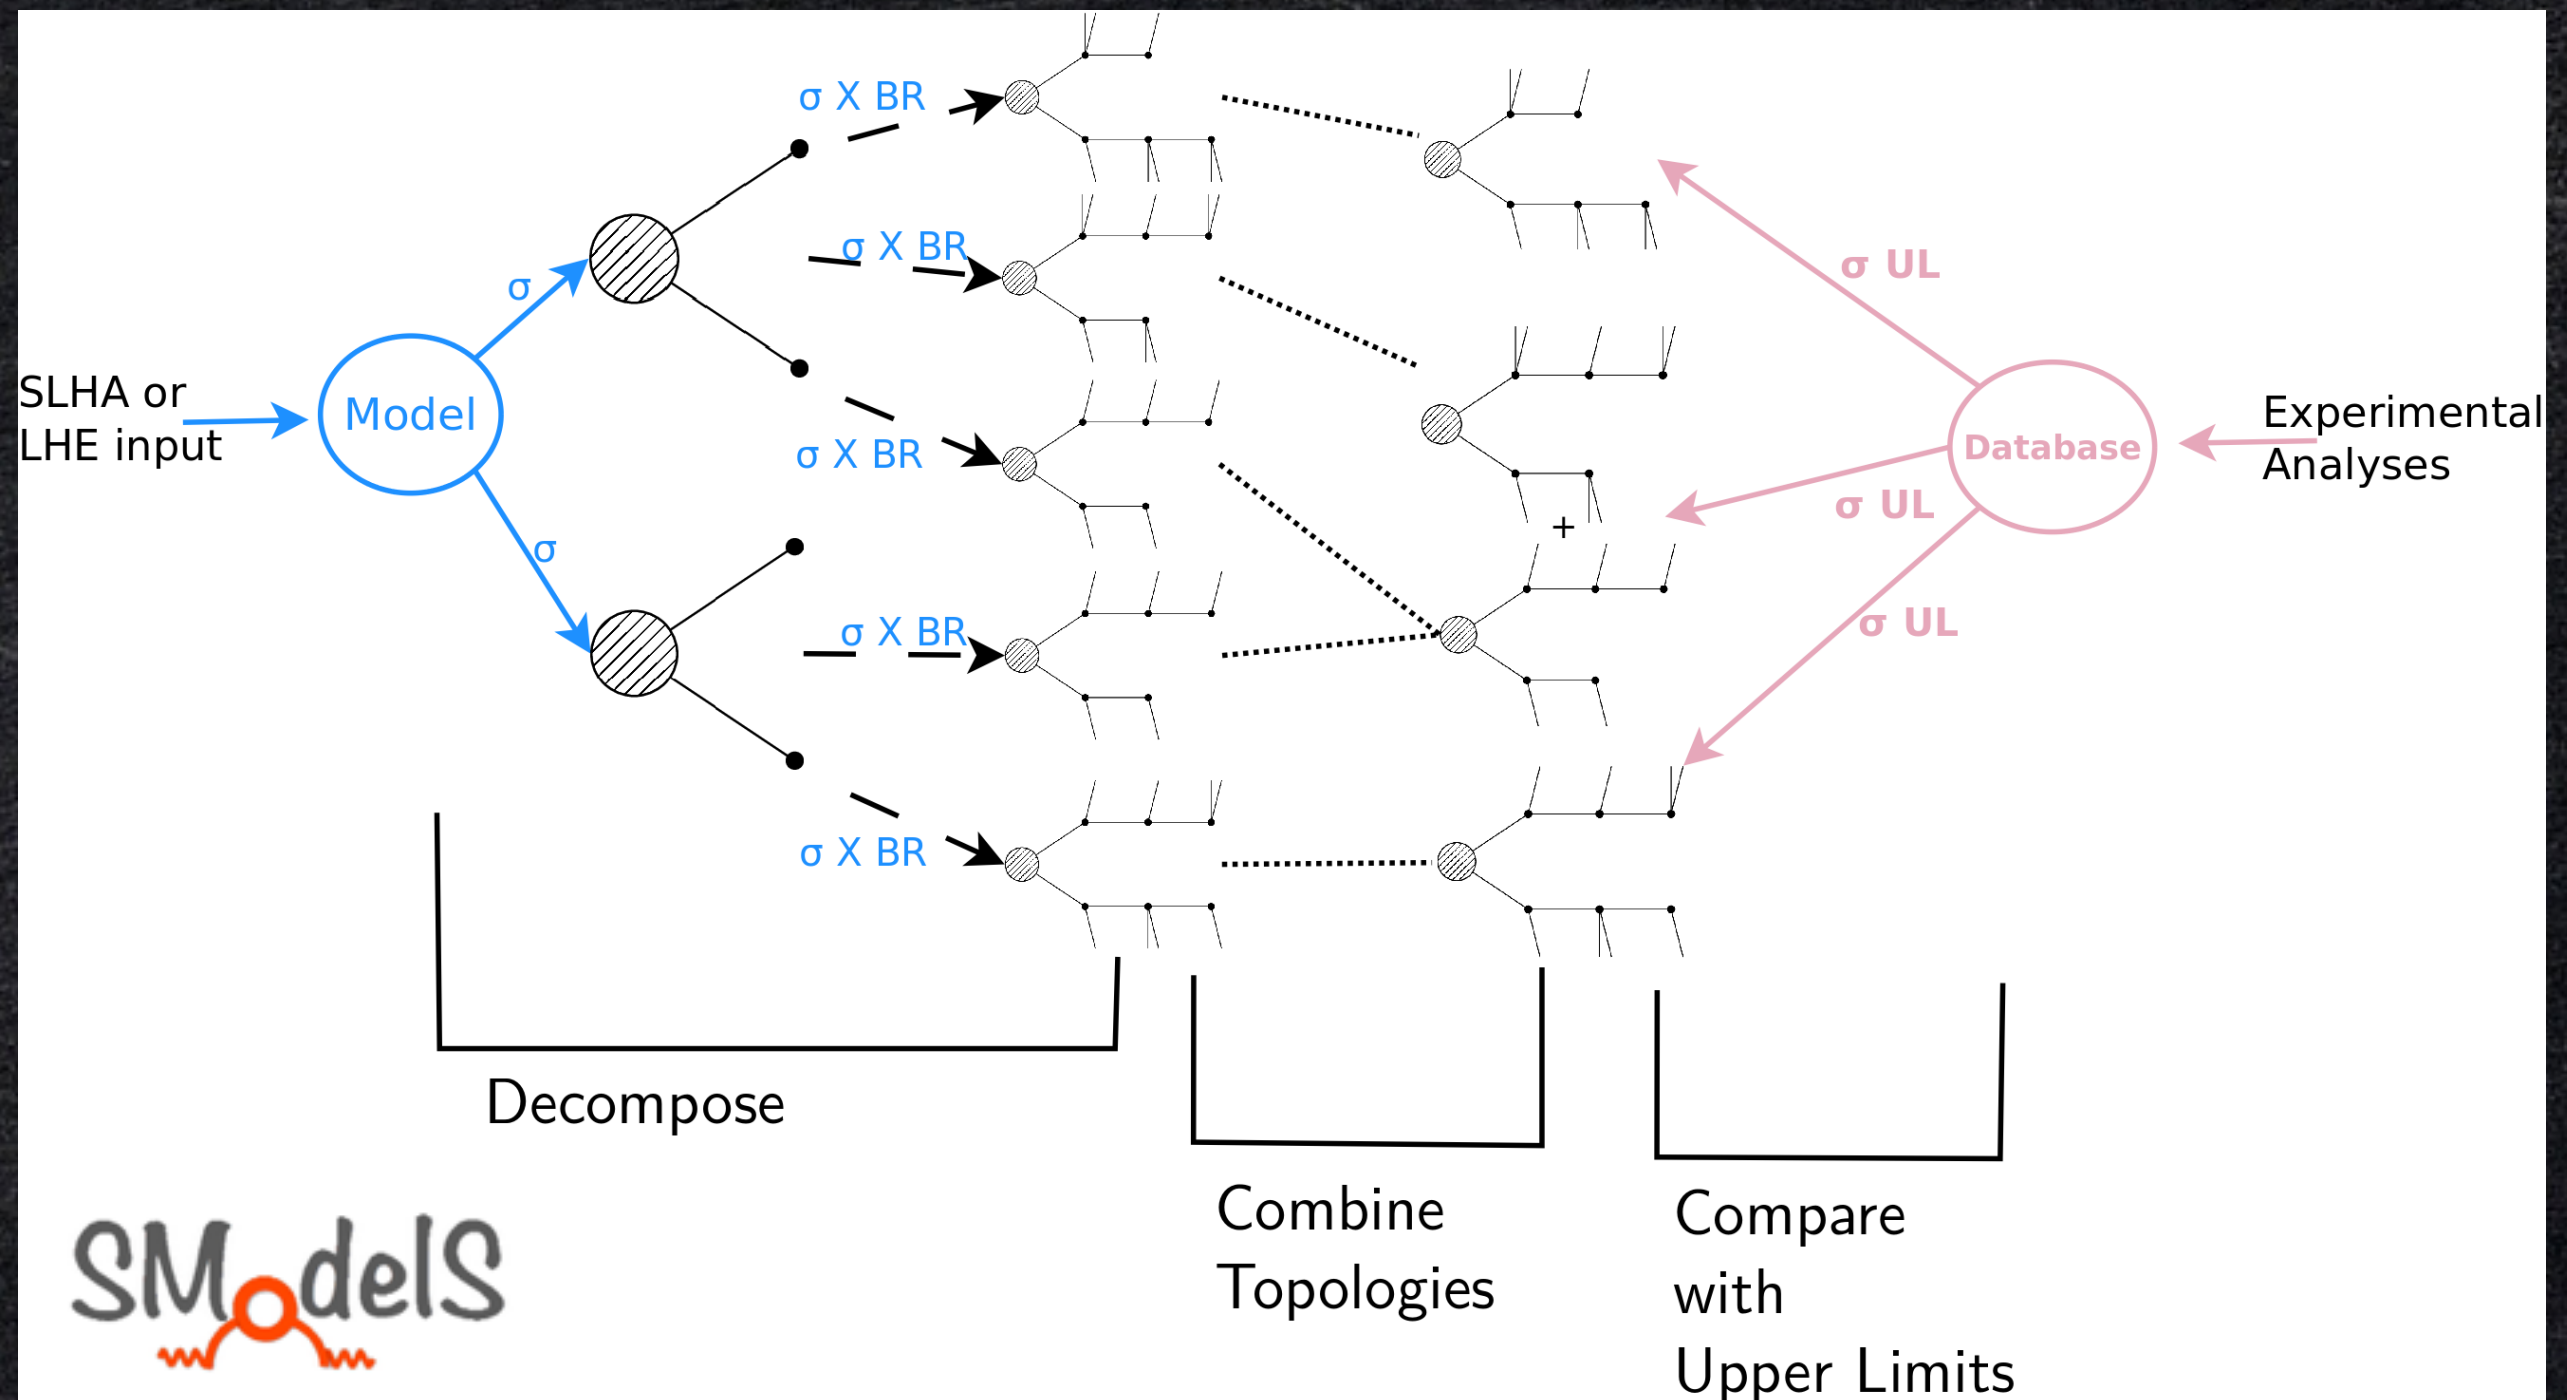 σ X BR
σ X BR
σ
σ UL
SLHA or
LHE input
Model
σ X BR
Experimental
Analyses
Database
σ UL
+
σ
σ X BR
σ UL
σ X BR
Decompose
Combine
Topologies
Compare
with
Upper Limits
SModelS